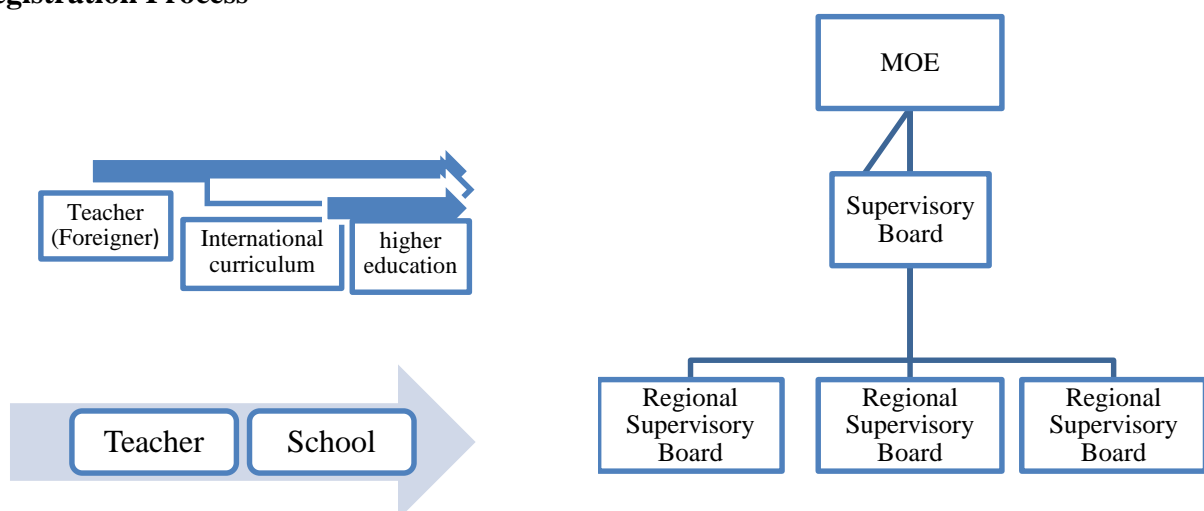 egistration Process
Teacher
(Foreigner)
International
curriculum
higher
education
Teacher
School
MOE
Supervisory
Board
Regional
Supervisory
Board
Regional
Supervisory
Board
Regional
Supervisory
Board